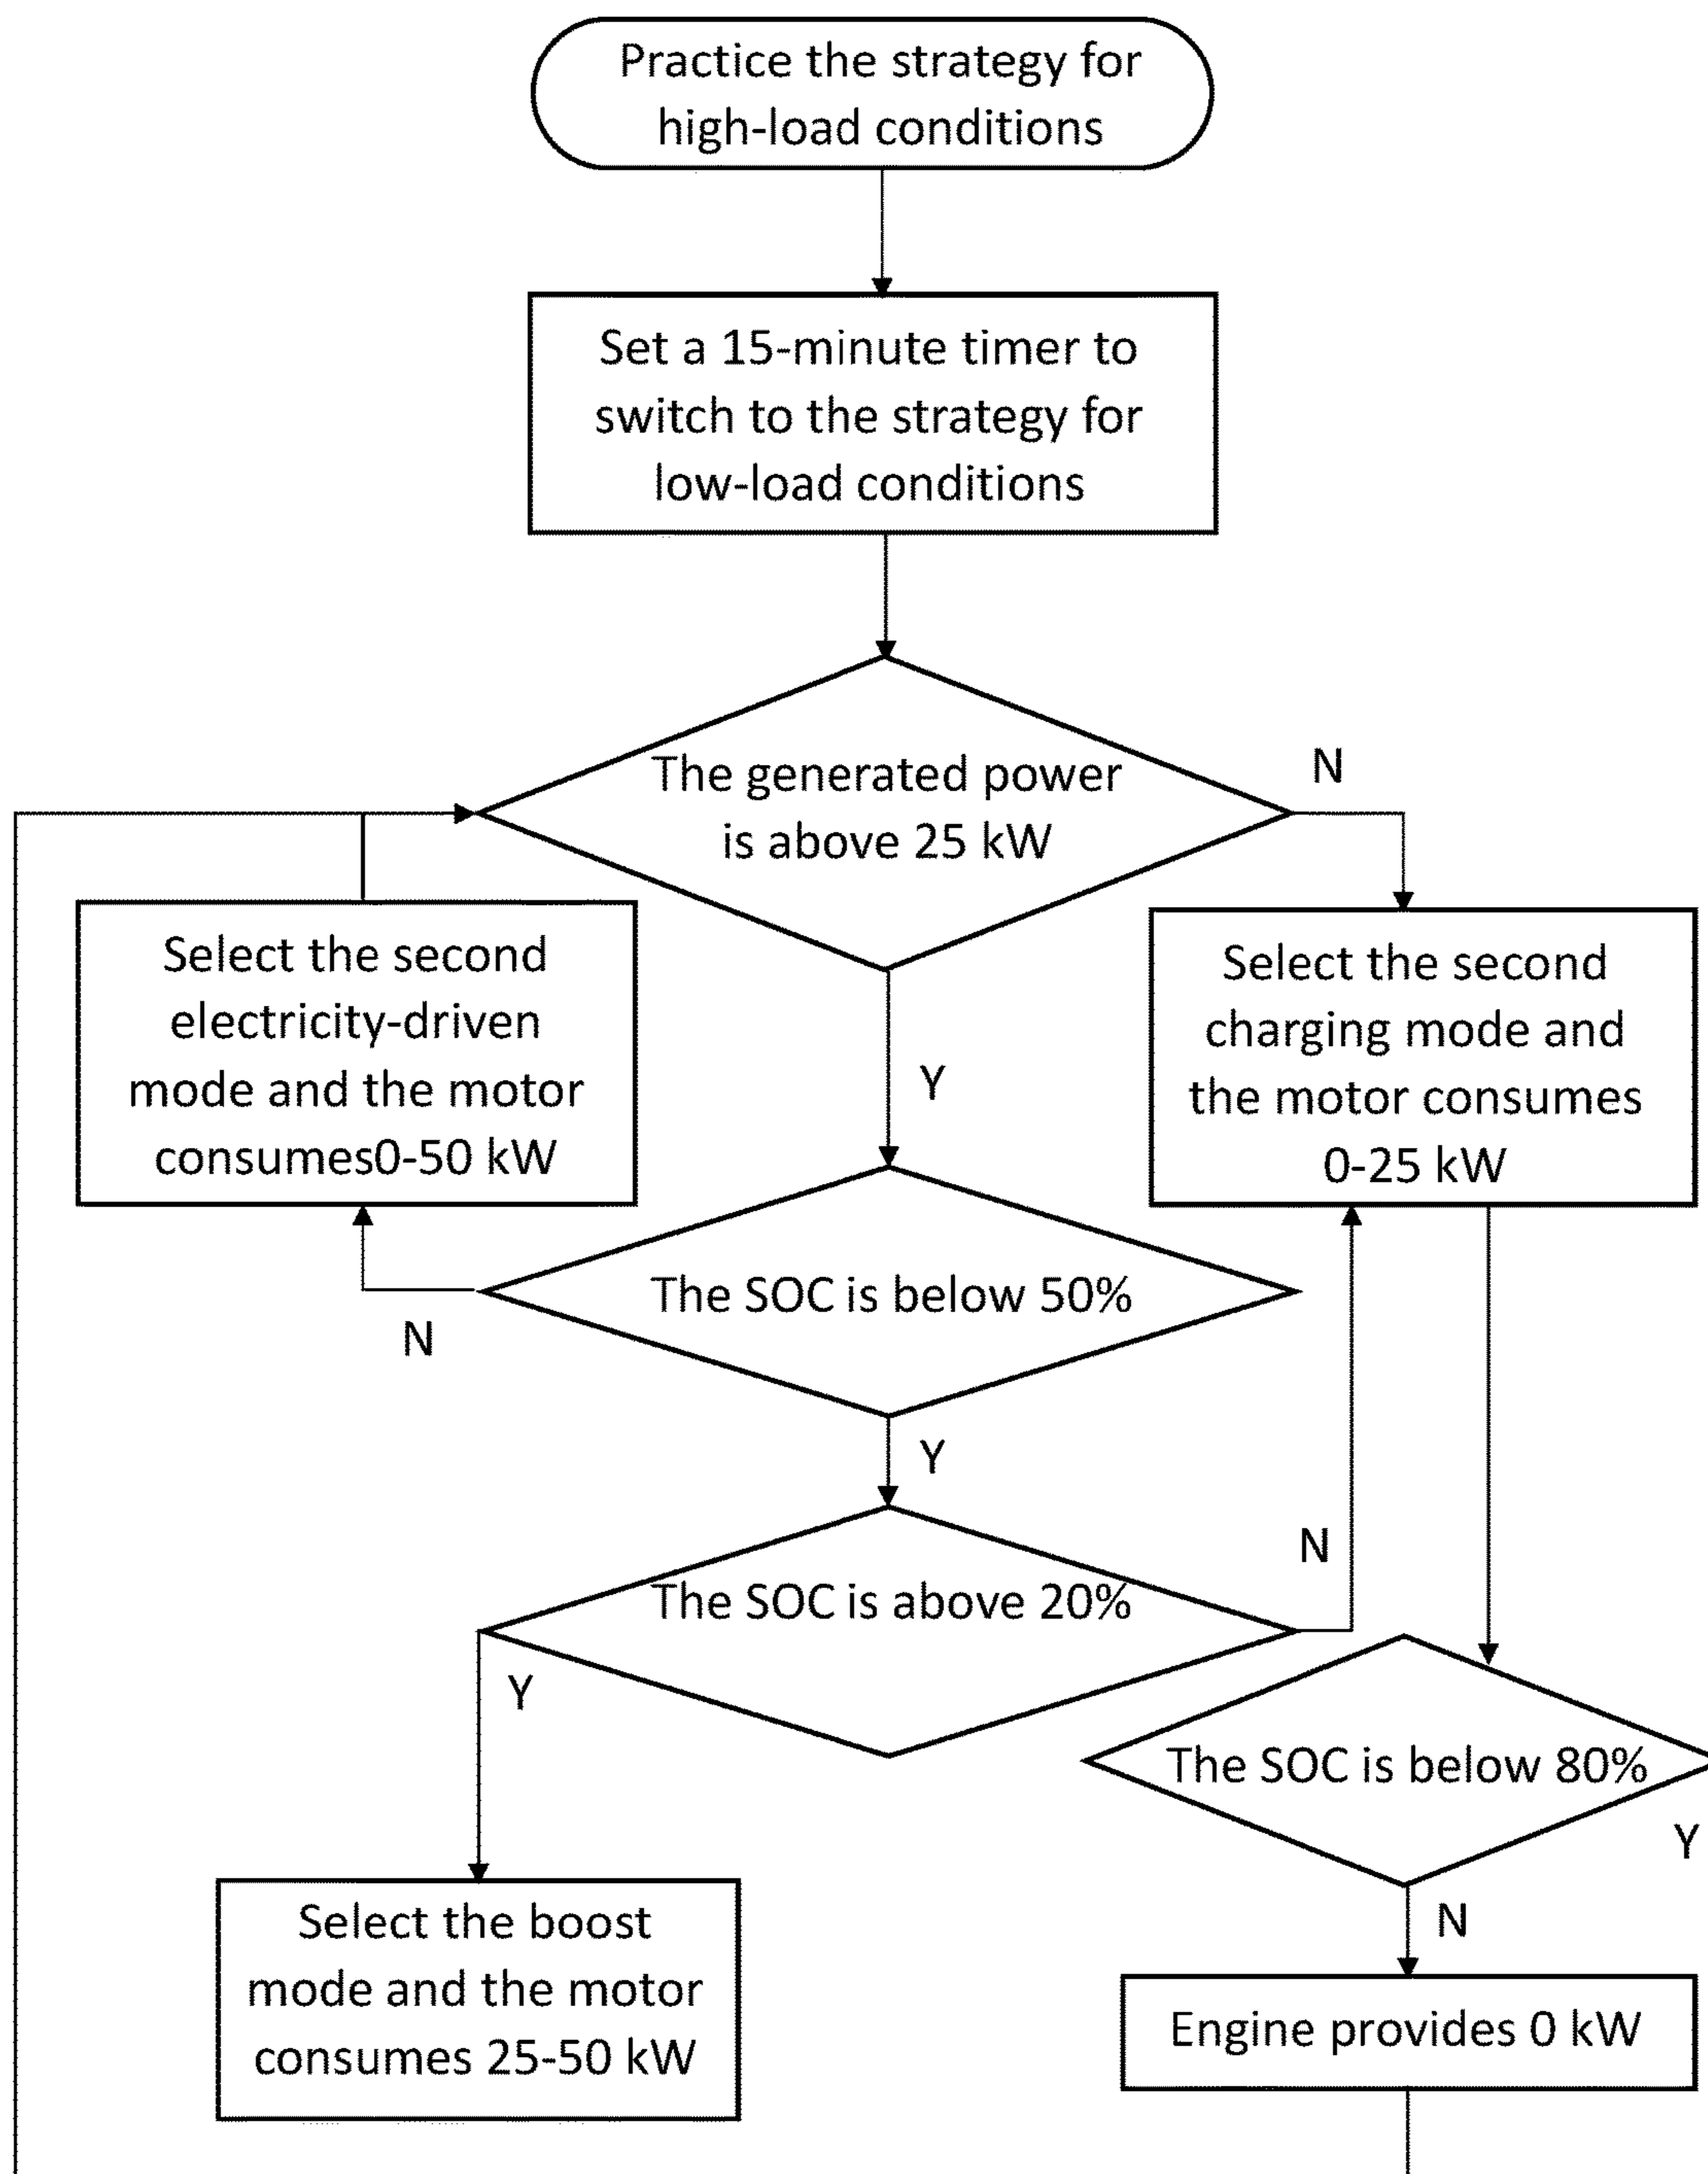 Practice the strategy for
high-load conditions
Set a 15-minute timer to
switch to the strategy for
low-load conditions
The generated power
is above 25 kW
N
Select the second
electricity-driven
mode and the motor
consumes0-50 kW
Select the second
charging mode and
the motor consumes
0-25 kW
Y
The SOC is below 50%
N
Y
The SOC is above 20%
N
Y
The SOC is below 80%
Y
N
Select the boost
mode and the motor
consumes 25-50 kW
Engine provides 0 kW